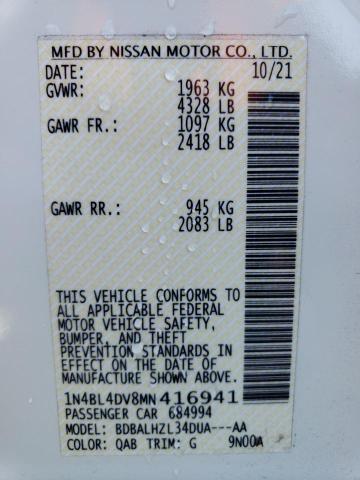 MFD BY NISSAN MOTOR CO., LTD.
DATE: 10/21
GVWR: 1963 KG
4328 LB
GAWR FR.: 1097 KG
2418 LB
GAWR RR.: 945 KG
2083 LB
THIS VEHICLE CONFORMS TO
ALL APPLICABLE FEDERAL
MOTOR VEHICLE SAFETY,
BUMPER, AND THEFT
PREVENTION STANDARDS IN
EFFECT ON THE DATE OF
MANUFACTURE SHOWN ABOVE.
1N4BL4DV8MN416941
PASSENGER CAR 684994
MODEL: BDBALHZL34DUA---AA
COLOR: QAB TRIM: G 9N00A